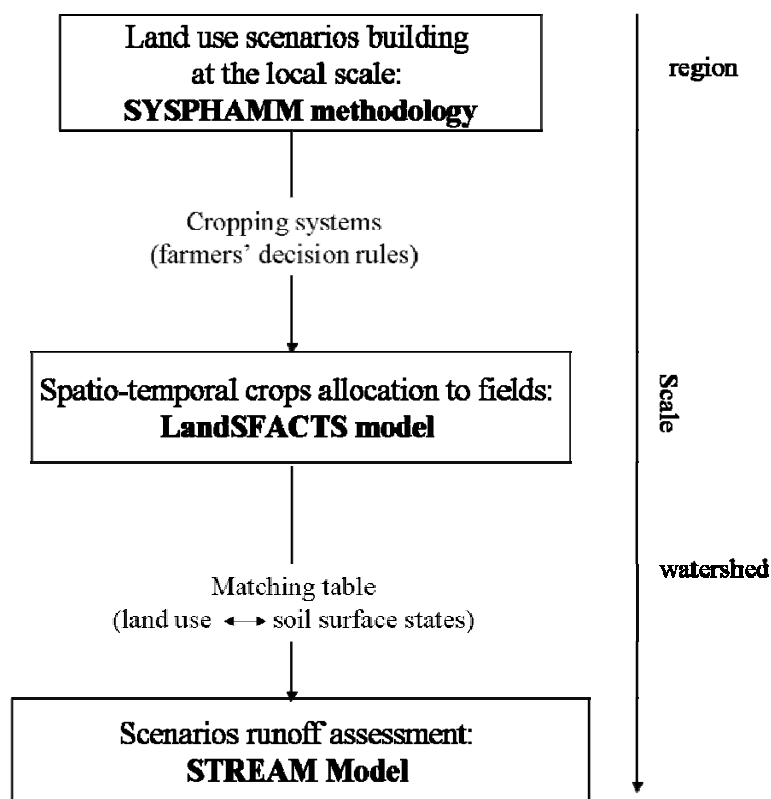 Land use scenarios building
at the local scale:
SYSPHAMM methodology
region
Cropping systems
(farmers' decision rules)
Spatio-temporal crops allocation to fields:
LandSFACTS model
Scale
watershed
Matching table
(land use ↔ soil surface states)
Scenarios runoff assessment:
STREAM Model